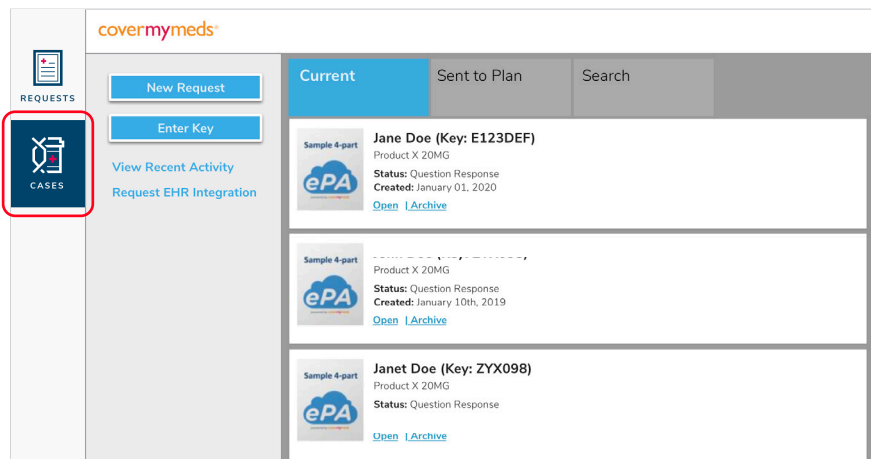 covermymeds
REQUESTS
CASES
New Request
Enter Key
View Recent Activity
Request EHR Integration
Current
Sent to Plan
Search
Sample 4-part
ePA
Jane Doe (Key: E123DEF)
Product X 20MG
Status: Question Response
Created: January 01, 2020
Open | Archive
Sample 4-part
ePA
Product X 20MG
Status: Question Response
Created: January 10th, 2019
Open | Archive
Sample 4-part
ePA
Janet Doe (Key: ZYX098)
Product X 20MG
Status: Question Response
Open | Archive